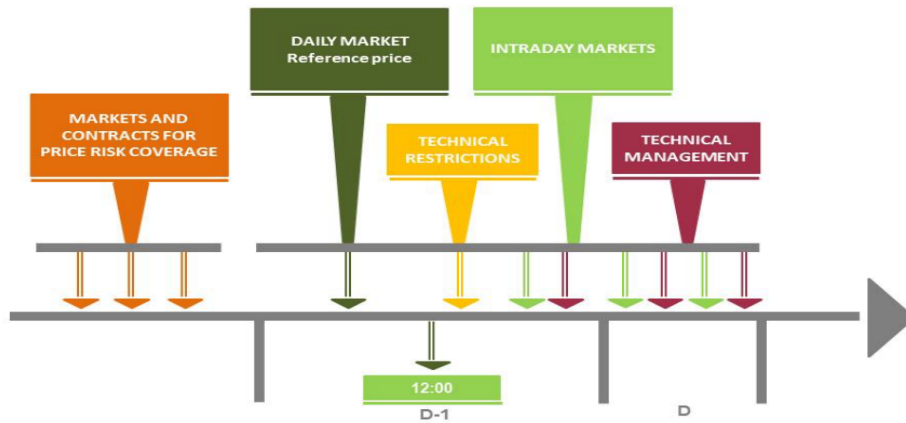 DAILY MARKET
Reference price
INTRADAY MARKETS
MARKETS AND
CONTRACTS FOR
PRICE RISK COVERAGE
TECHNICAL
RESTRICTIONS
TECHNICAL
MANAGEMENT
12:00
D-1
D